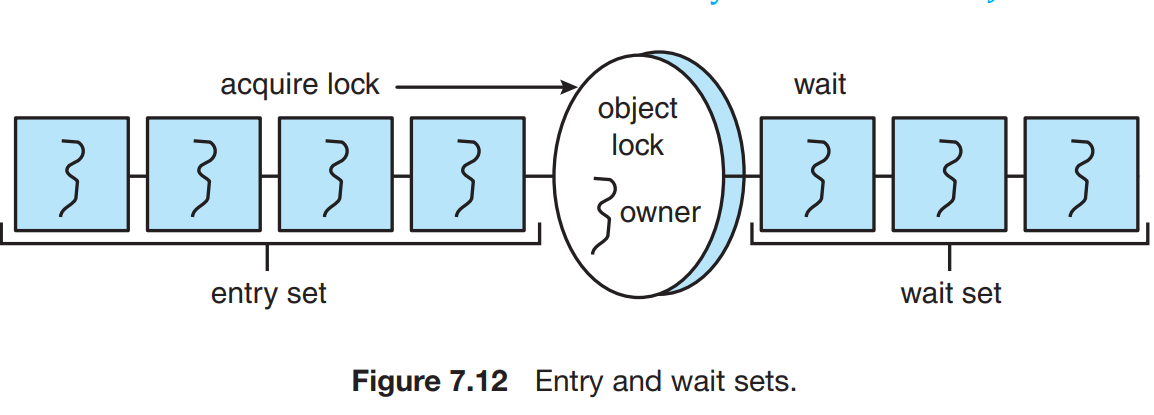 acquire lock
object
lock
owner
wait
entry set
wait set
Figure 7.12 Entry and wait sets.